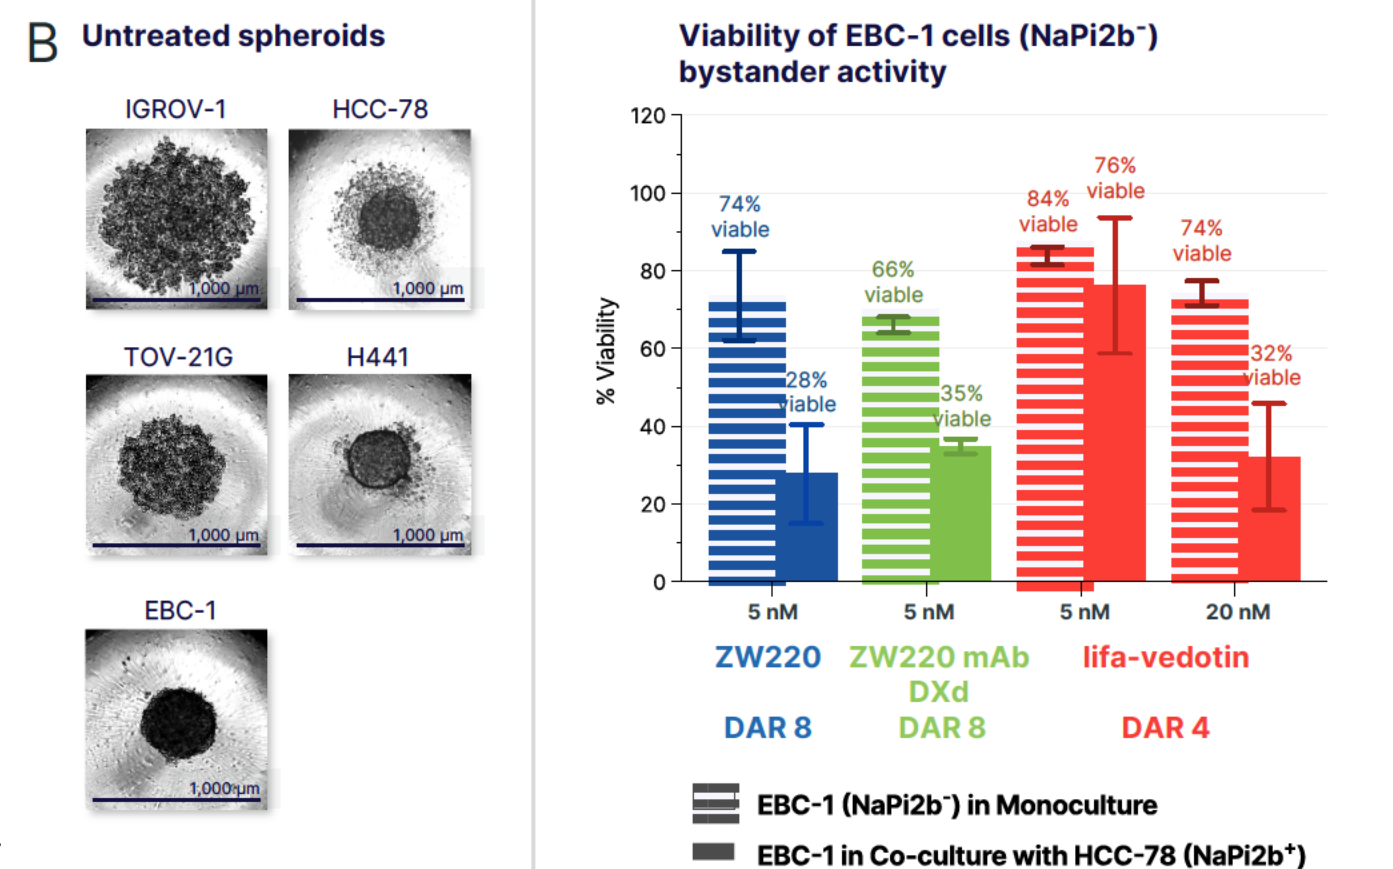 B
Untreated spheroids
IGROV-1
HCC-78
1,000 µm
1,000 µm
TOV-21G
H441
1,000 µm
1,000 µm
EBC-1
1,000 µm
Viability of EBC-1 cells (NaPi2b⁻)
bystander activity
% Viability
120
100
80
60
40
20
0
74%
viable
28%
viable
66%
viable
35%
viable
84%
viable
76%
viable
74%
viable
32%
viable
5 nM
5 nM
5 nM
20 nM
ZW220
DAR 8
ZW220 mAb
DXd
DAR 8
lifa-vedotin
DAR 4
EBC-1 (NaPi2b⁻) in Monoculture
EBC-1 in Co-culture with HCC-78 (NaPi2b⁺)